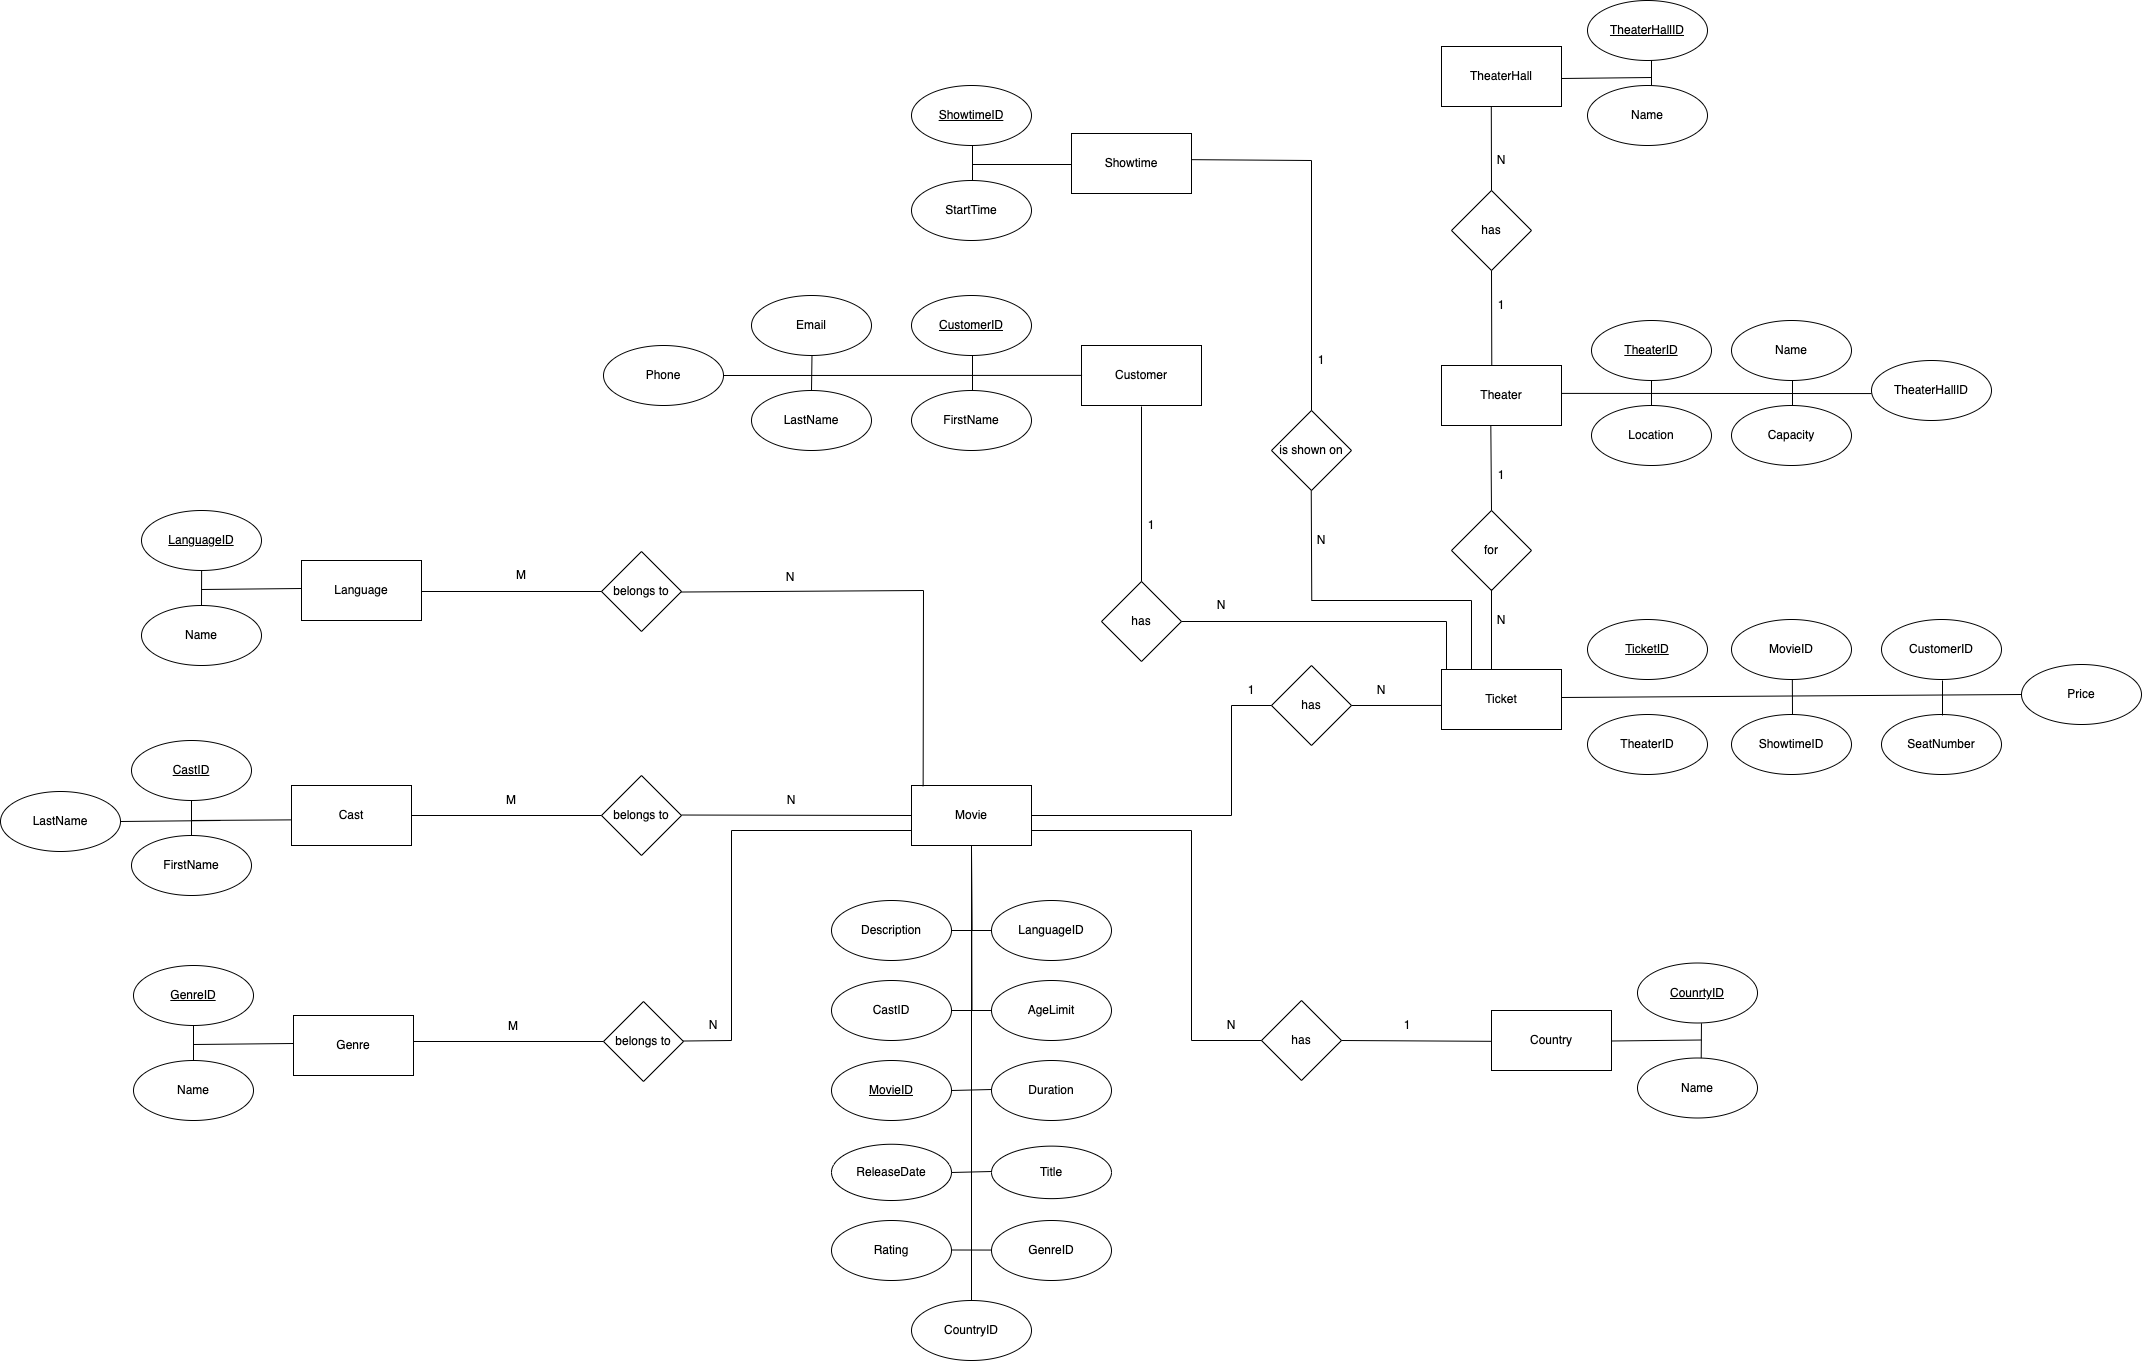 TheaterHallID
TheaterHall
Name
ShowtimeID
Showtime
StartTime
N
has
1
Email
CustomerID
Phone
Customer
LastName
FirstName
1
TheaterID
Name
Theater
TheaterHallID
Location
Capacity
is shown on
1
1
N
for
N
LanguageID
Language
Name
M
belongs to
N
has
N
TicketID
MovieID
CustomerID
1
has
N
Ticket
Price
TheaterID
ShowtimeID
SeatNumber
CastID
LastName
Cast
FirstName
M
belongs to
N
Movie
Description
LanguageID
CastID
AgeLimit
MovieID
Duration
ReleaseDate
Title
Rating
GenreID
CountryID
GenreID
Genre
Name
M
belongs to
N
N
has
1
Country
CounrtyID
Name